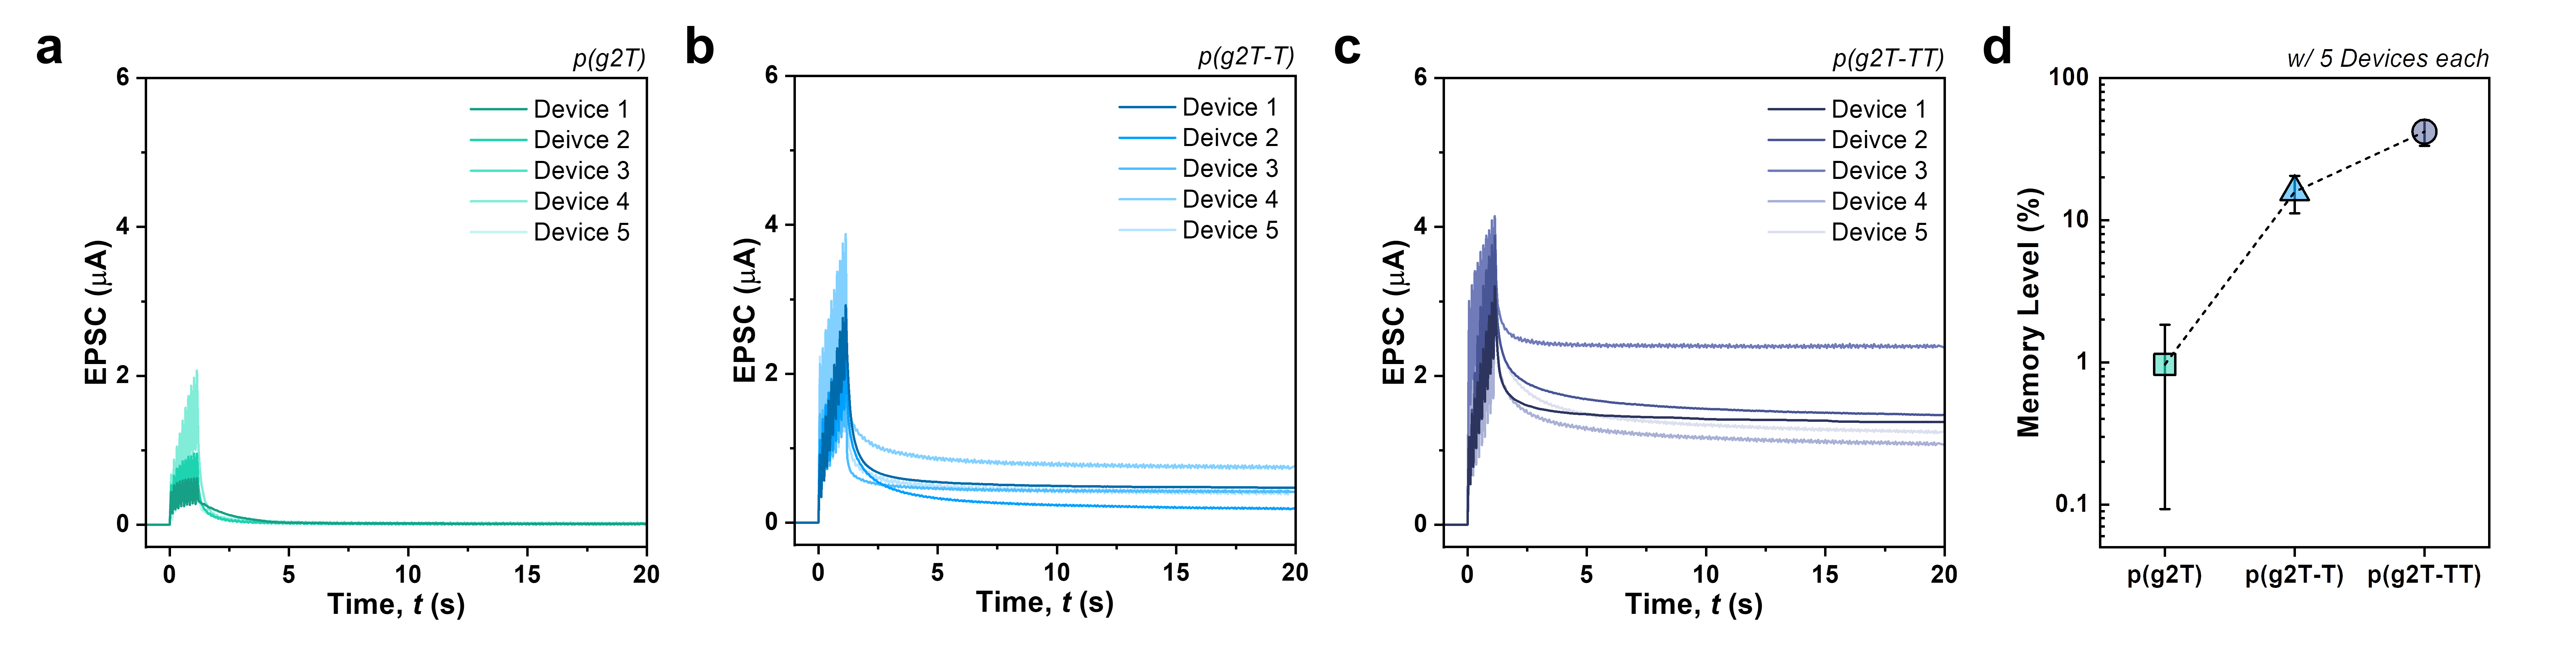 a
p(g2T)
6
4
2
0
EPSC (μA)
Device 1
Deivce 2
Device 3
Device 4
Device 5
0 5 10 15 20
Time, t (s)
b
p(g2T-T)
6
4
2
0
EPSC (μA)
Device 1
Deivce 2
Device 3
Device 4
Device 5
0 5 10 15 20
Time, t (s)
c
p(g2T-TT)
6
4
2
0
EPSC (μA)
Device 1
Deivce 2
Device 3
Device 4
Device 5
0 5 10 15 20
Time, t (s)
d
w/ 5 Devices each
100
10
1
0.1
Memory Level (%)
p(g2T) p(g2T-T) p(g2T-TT)